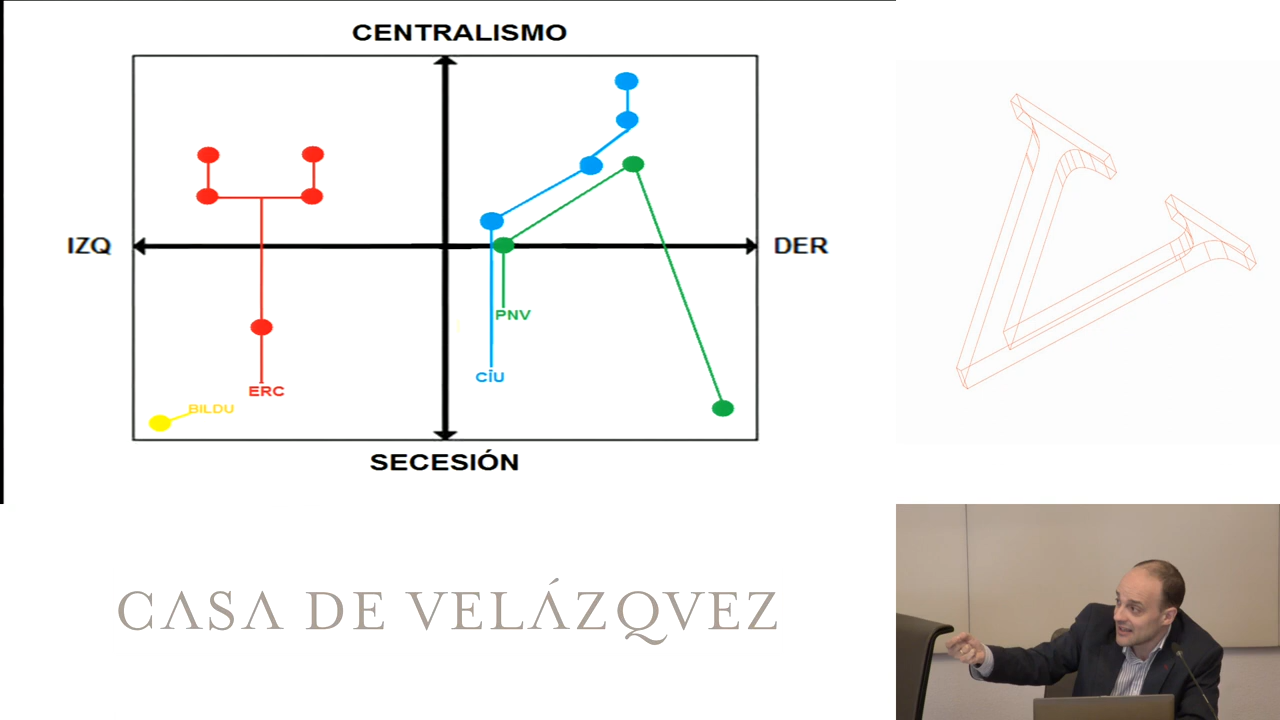 CENTRALISMO
IZQ
DER
PNV
CIU
ERC
BILDU
SECESIÓN
CASA DE VELÁZQVEZ